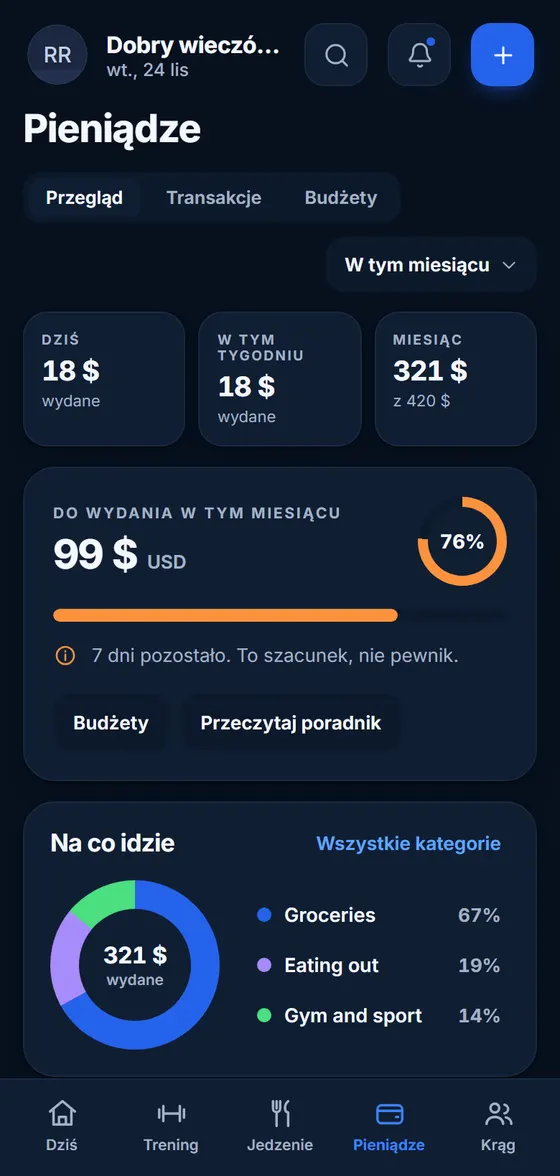 RR
Dobry wieczó...
wt., 24 lis
Pieniądze
Przegląd
Transakcje
Budżety
W tym miesiącu
DZIŚ
18 $
wydane
W TYM
TYGODNIU
18 $
wydane
MIESIĄC
321 $
z 420 $
DO WYDANIA W TYM MIESIĄCU
99 $ USD
76%
7 dni pozostało. To szacunek, nie pewnik.
Budżety
Przeczytaj poradnik
Na co idzie
Wszystkie kategorie
321 $
wydane
Groceries 67%
Eating out 19%
Gym and sport 14%
Dziś
Trening
Jedzenie
Pieniądze
Krąg